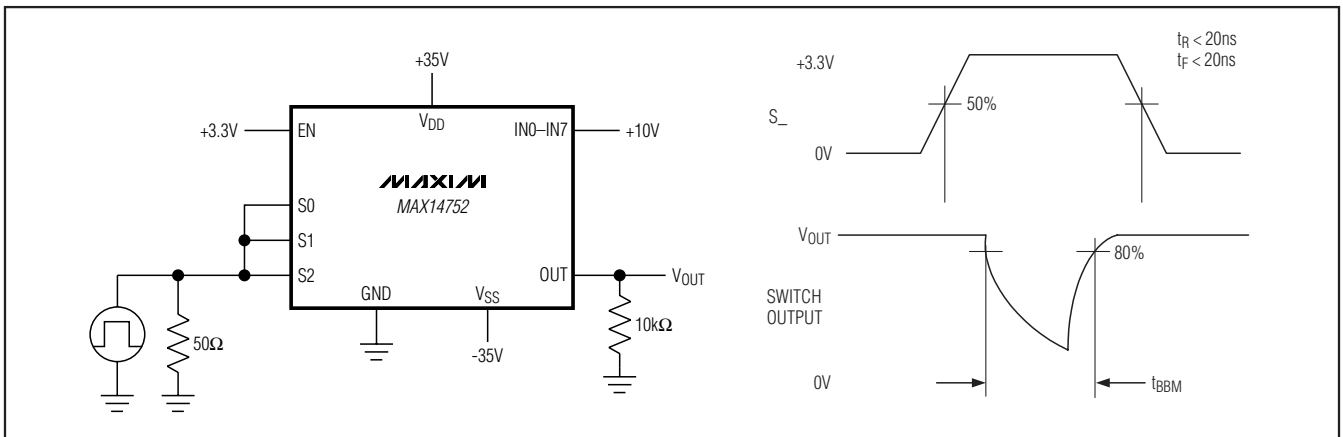 +35V
VDD
+3.3V
EN
IN0–IN7
+10V
MAXIM
MAX14752
S0
S1
S2
OUT
VOUT
GND
VSS
-35V
50Ω
10kΩ
tR < 20ns
tF < 20ns
+3.3V
50%
S_
0V
VOUT
80%
SWITCH
OUTPUT
0V
tBBM